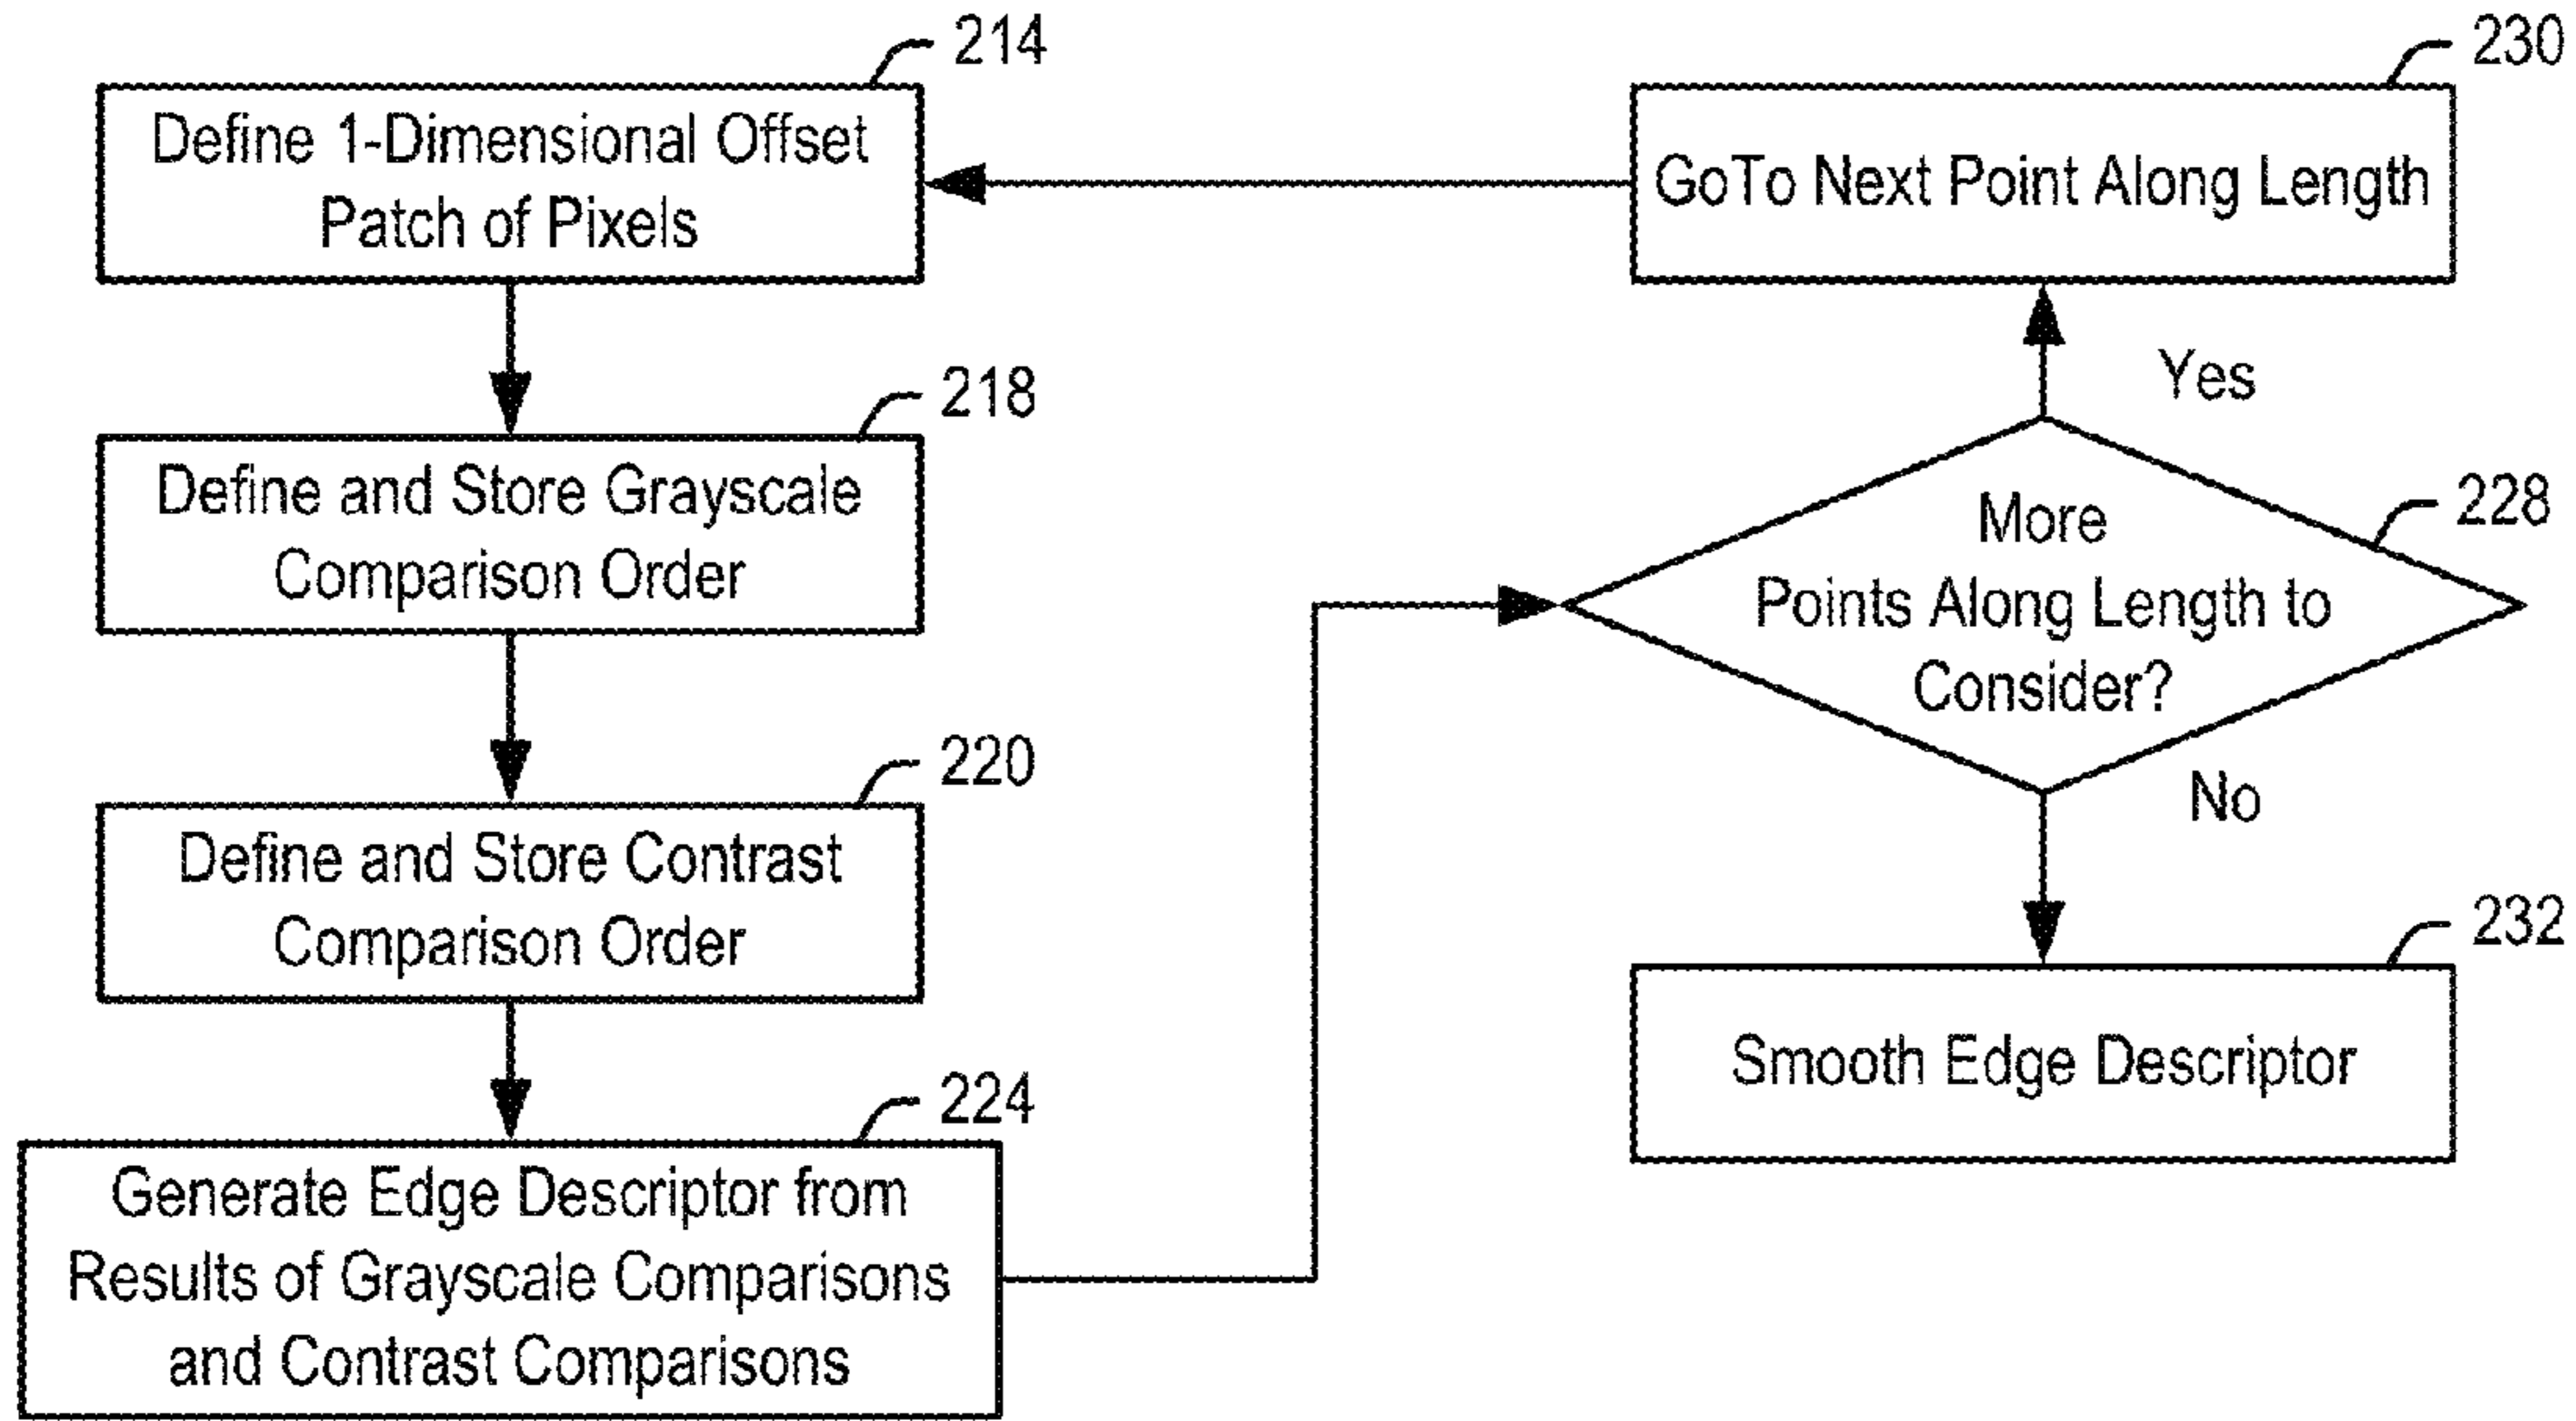 214
Define 1-Dimensional Offset
Patch of Pixels
218
Define and Store Grayscale
Comparison Order
220
Define and Store Contrast
Comparison Order
224
Generate Edge Descriptor from
Results of Grayscale Comparisons
and Contrast Comparisons
230
GoTo Next Point Along Length
Yes
228
More
Points Along Length to
Consider?
No
232
Smooth Edge Descriptor